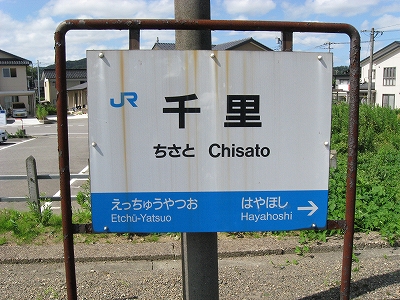 JR 千里
ちさと Chisato
えっちゅうやつお はやほし
Etchū-Yatsuo Hayahoshi →